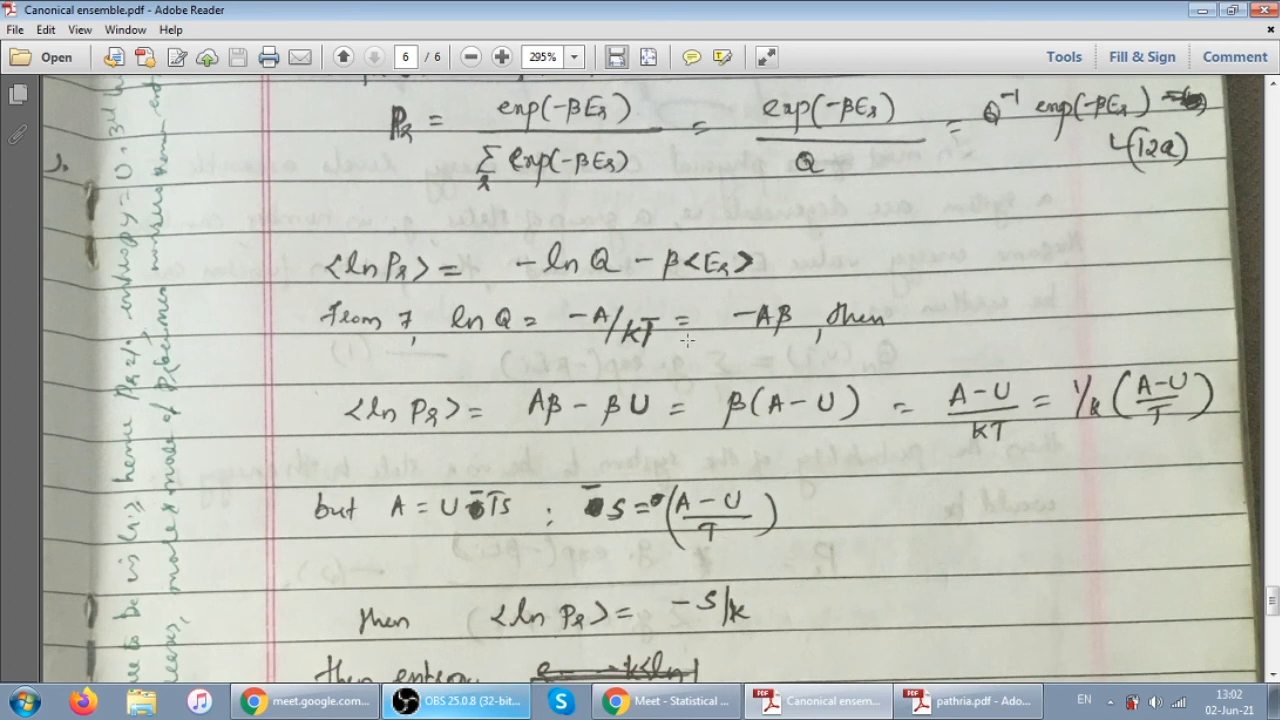 Canonical ensemble.pdf - Adobe Reader
File Edit View Window Help
Open 6 / 6 295% Tools Fill & Sign Comment
P_r = exp(-βE_r) / Σ_r exp(-βE_r) = exp(-βE_r) / Q = Q^-1 exp(-βE_r)
(12a)
<ln P_r> = - ln Q - β<E_r>
From 7, ln Q = -A/KT = -Aβ, then
<ln P_r> = Aβ - βU = β(A - U) = A-U / KT = 1/k (A-U / T)
but A = U - TS ; -S = (A-U / T)
then <ln P_r> = -S/k
then entropy
meet.google.com... OBS 25.0.8 (32-bit... Meet - Statistical ... Canonical ensem... pathria.pdf - Ado... EN 13:02
02-Jun-21